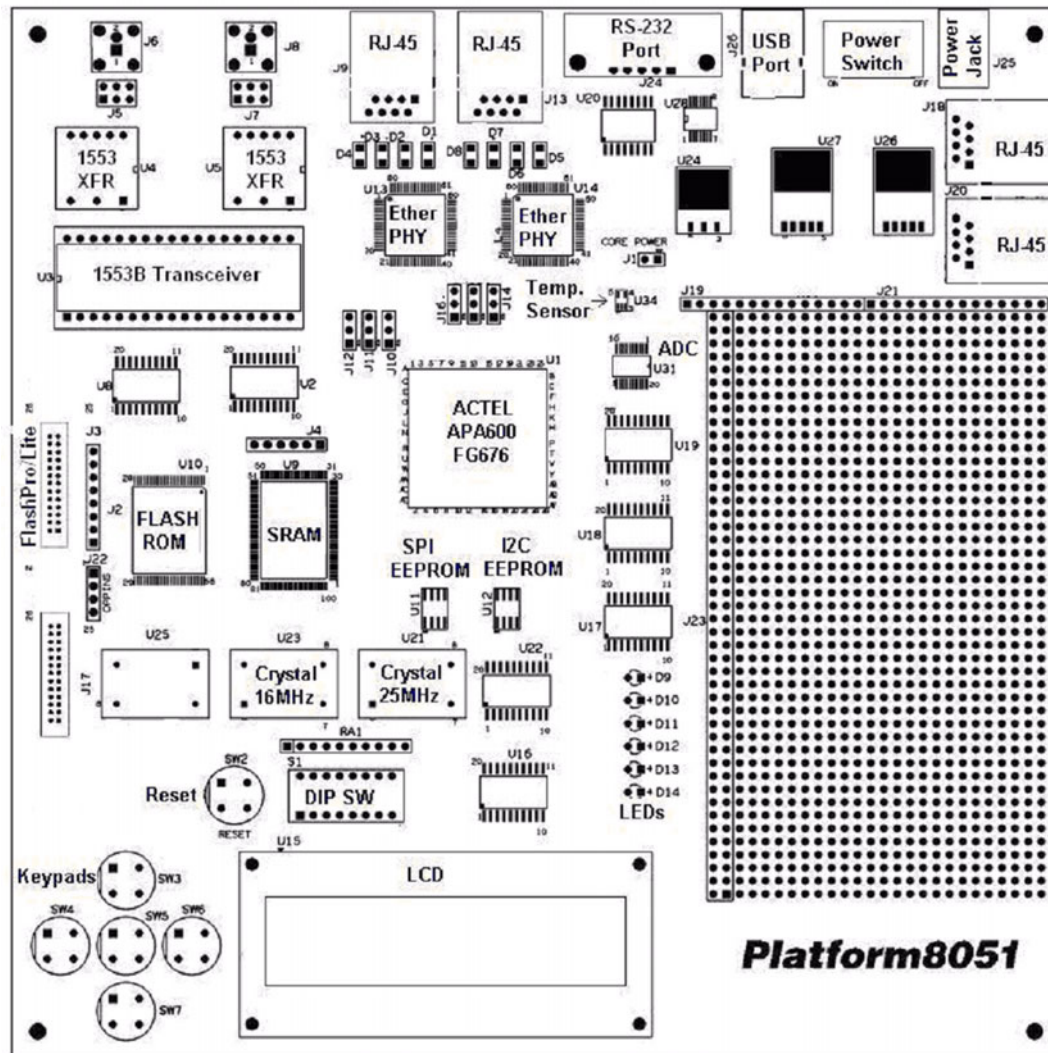 J6
J8
J5
J7
1553
XFR
U4
U5
1553
XFR
RJ-45
J9
RJ-45
J13
RS-232
Port
J24
J26
USB
Port
Power
Switch
ON
OFF
Power
Jack
J25
J18
RJ-45
J20
RJ-45
U20
U28
U24
U27
U26
D4
D3
D2
D1
D8
D7
D6
D5
U13
Ether
PHY
U14
Ether
PHY
CORE POWER
J1
U3
1553B Transceiver
Temp.
Sensor
U34
J19
J21
J16
J14
J12
J11
J10
ADC
U31
U8
U2
U1
ACTEL
APA600
FG676
FlashPro/Lite
J3
J2
J4
U10
FLASH
ROM
U9
SRAM
U19
U18
SPI
EEPROM
I2C
EEPROM
U11
U12
U17
J23
J22
OPPINS
J17
U25
U23
Crystal
16MHz
U21
Crystal
25MHz
U22
+D9
+D10
+D11
+D12
+D13
+D14
LEDs
RA1
SW2
Reset
RESET
S1
DIP SW
U16
U15
LCD
Keypads
SW3
SW4
SW5
SW6
SW7
Platform8051